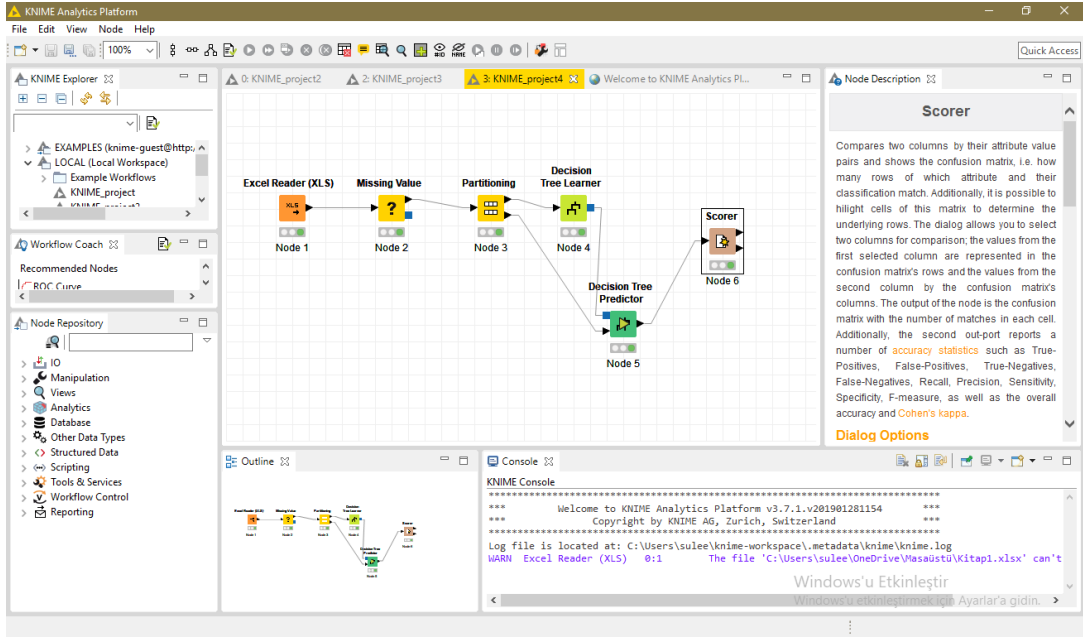 KNIME Analytics Platform
File Edit View Node Help
100%
Quick Access
KNIME Explorer
EXAMPLES (knime-guest@http:/
LOCAL (Local Workspace)
Example Workflows
KNIME_project
Workflow Coach
Recommended Nodes
ROC Curve
Node Repository
IO
Manipulation
Views
Analytics
Database
Other Data Types
Structured Data
Scripting
Tools & Services
Workflow Control
Reporting
0: KNIME_project2
2: KNIME_project3
3: KNIME_project4
Welcome to KNIME Analytics Pl...
Excel Reader (XLS)
XLS
Node 1
Missing Value
?
Node 2
Partitioning
Node 3
Decision
Tree Learner
Node 4
Decision Tree
Predictor
Node 5
Scorer
Node 6
Node Description
Scorer
Compares two columns by their attribute value
pairs and shows the confusion matrix, i.e. how
many rows of which attribute and their
classification match. Additionally, it is possible to
hilight cells of this matrix to determine the
underlying rows. The dialog allows you to select
two columns for comparison; the values from the
first selected column are represented in the
confusion matrix's rows and the values from the
second column by the confusion matrix's
columns. The output of the node is the confusion
matrix with the number of matches in each cell.
Additionally, the second out-port reports a
number of accuracy statistics such as True-
Positives, False-Positives, True-Negatives,
False-Negatives, Recall, Precision, Sensitivity,
Specificity, F-measure, as well as the overall
accuracy and Cohen's kappa.
Dialog Options
Outline
Excel Reader (XLS)
Missing Value
Partitioning
Decision
Tree Learner
Scorer
Decision Tree
Predictor
Console
KNIME Console
********************************************************************************
*** Welcome to KNIME Analytics Platform v3.7.1.v201901281154 ***
*** Copyright by KNIME AG, Zurich, Switzerland ***
********************************************************************************
Log file is located at: C:\Users\sulee\knime-workspace\.metadata\knime\knime.log
WARN Excel Reader (XLS) 0:1 The file 'C:\Users\sulee\OneDrive\Masaüstü\Kitap1.xlsx' can't
Windows'u Etkinleştir
Windows'u etkinleştirmek için Ayarlar'a gidin.